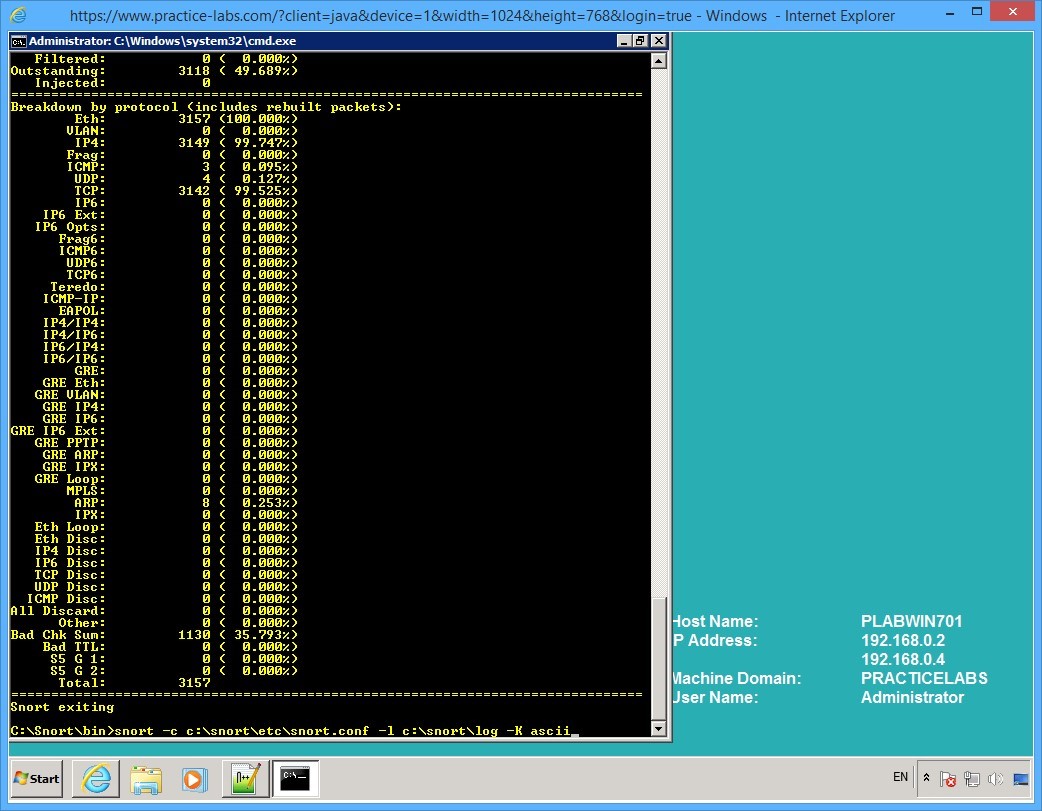 https://www.practice-labs.com/?client=java&device=1&width=1024&height=768&login=true - Windows - Internet Explorer
Administrator: C:\Windows\system32\cmd.exe
Filtered: 0 ( 0.000%)
Outstanding: 3118 ( 49.689%)
Injected: 0
===============================================================================
Breakdown by protocol (includes rebuilt packets):
Eth: 3157 (100.000%)
VLAN: 0 ( 0.000%)
IP4: 3149 ( 99.747%)
Frag: 0 ( 0.000%)
ICMP: 3 ( 0.095%)
UDP: 4 ( 0.127%)
TCP: 3142 ( 99.525%)
IP6: 0 ( 0.000%)
IP6 Ext: 0 ( 0.000%)
IP6 Opts: 0 ( 0.000%)
Frag6: 0 ( 0.000%)
ICMP6: 0 ( 0.000%)
UDP6: 0 ( 0.000%)
TCP6: 0 ( 0.000%)
Teredo: 0 ( 0.000%)
ICMP-IP: 0 ( 0.000%)
EAPOL: 0 ( 0.000%)
IP4/IP4: 0 ( 0.000%)
IP4/IP6: 0 ( 0.000%)
IP6/IP4: 0 ( 0.000%)
IP6/IP6: 0 ( 0.000%)
GRE: 0 ( 0.000%)
GRE Eth: 0 ( 0.000%)
GRE VLAN: 0 ( 0.000%)
GRE IP4: 0 ( 0.000%)
GRE IP6: 0 ( 0.000%)
GRE IP6 Ext: 0 ( 0.000%)
GRE PPTP: 0 ( 0.000%)
GRE ARP: 0 ( 0.000%)
GRE IPX: 0 ( 0.000%)
GRE Loop: 0 ( 0.000%)
MPLS: 0 ( 0.000%)
ARP: 8 ( 0.253%)
IPX: 0 ( 0.000%)
Eth Loop: 0 ( 0.000%)
Eth Disc: 0 ( 0.000%)
IP4 Disc: 0 ( 0.000%)
IP6 Disc: 0 ( 0.000%)
TCP Disc: 0 ( 0.000%)
UDP Disc: 0 ( 0.000%)
ICMP Disc: 0 ( 0.000%)
All Discard: 0 ( 0.000%)
Other: 0 ( 0.000%)
Bad Chk Sum: 1130 ( 35.793%)
Bad TTL: 0 ( 0.000%)
S5 G 1: 0 ( 0.000%)
S5 G 2: 0 ( 0.000%)
Total: 3157
===============================================================================
Snort exiting
C:\Snort\bin>snort -c c:\snort\etc\snort.conf -l c:\snort\log -K ascii_
Host Name: PLABWIN701
IP Address: 192.168.0.2
192.168.0.4
Machine Domain: PRACTICELABS
User Name: Administrator
Start
EN